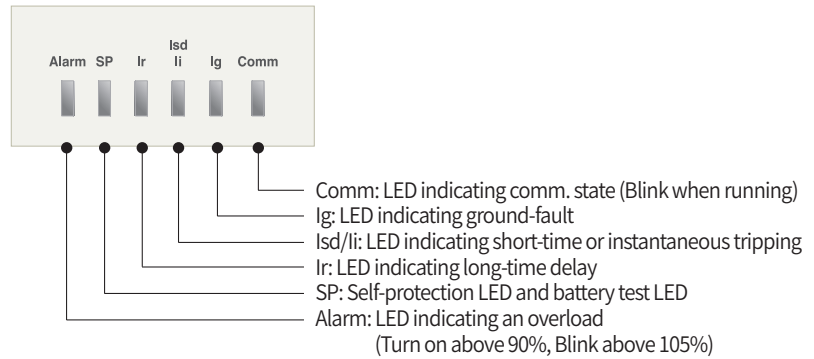 Isd
Alarm SP Ir Ii Ig Comm
Comm: LED indicating comm. state (Blink when running)
Ig: LED indicating ground-fault
Isd/Ii: LED indicating short-time or instantaneous tripping
Ir: LED indicating long-time delay
SP: Self-protection LED and battery test LED
Alarm: LED indicating an overload
(Turn on above 90%, Blink above 105%)